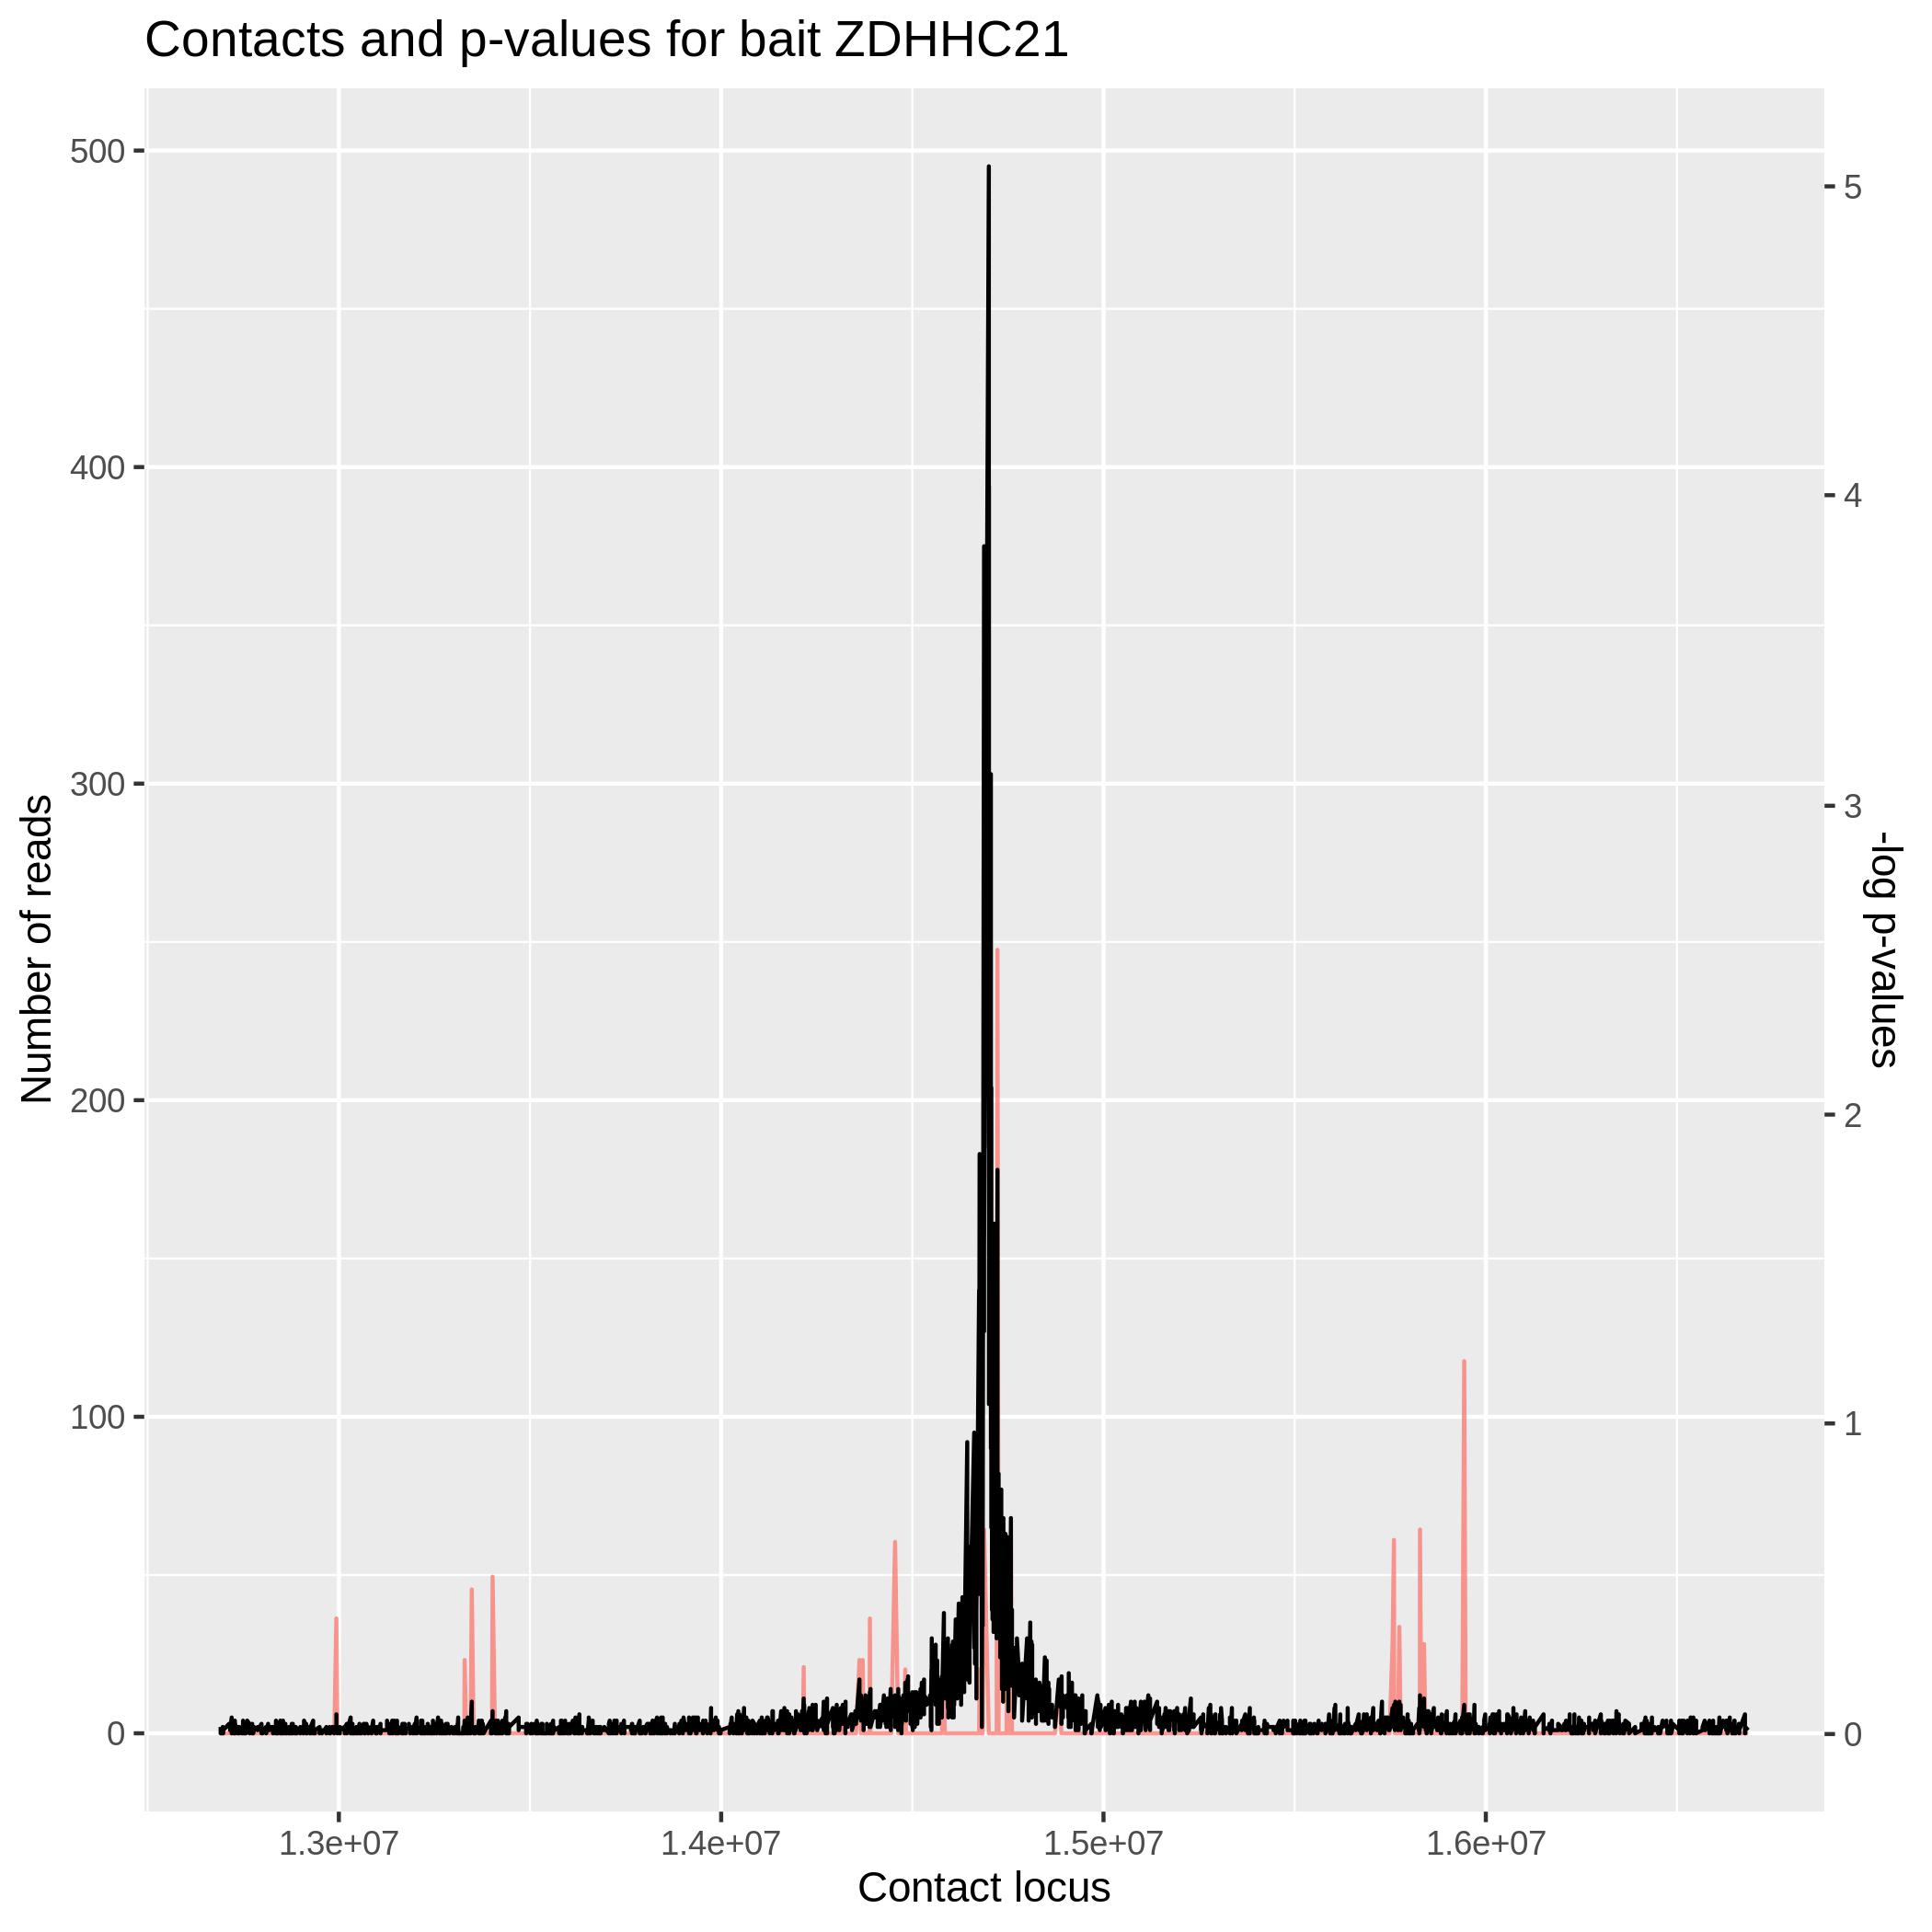 Contacts and p-values for bait ZDHHC21
500
400
300
200
100
0
Number of reads
5
4
3
2
1
0
-log p-values
1.3e+07
1.4e+07
1.5e+07
1.6e+07
Contact locus